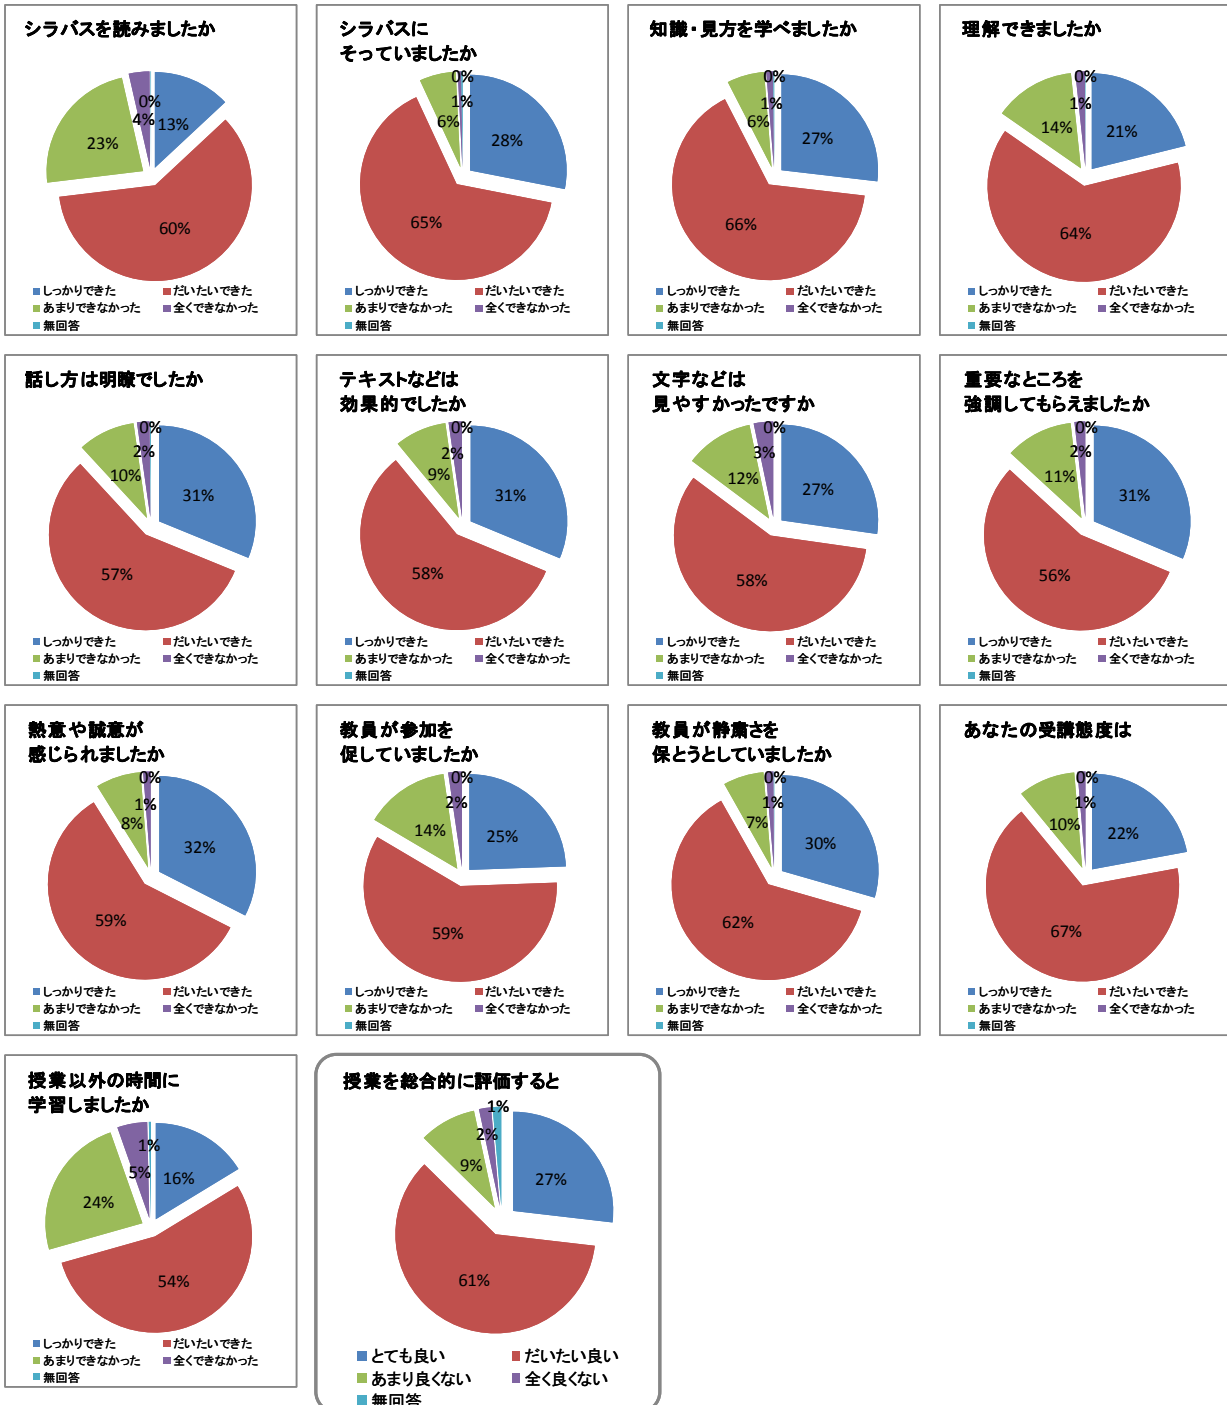 シラバスを読みましたか
0%
4%
13%
23%
60%
しっかりできた だいたいできた
あまりできなかった 全くできなかった
無回答
シラバスに
そっていましたか
0%
1%
6%
28%
65%
しっかりできた だいたいできた
あまりできなかった 全くできなかった
無回答
知識・見方を学べましたか
0%
1%
6%
27%
66%
しっかりできた だいたいできた
あまりできなかった 全くできなかった
無回答
理解できましたか
0%
1%
14%
21%
64%
しっかりできた だいたいできた
あまりできなかった 全くできなかった
無回答
話し方は明瞭でしたか
0%
2%
10%
31%
57%
しっかりできた だいたいできた
あまりできなかった 全くできなかった
無回答
テキストなどは
効果的でしたか
0%
2%
9%
31%
58%
しっかりできた だいたいできた
あまりできなかった 全くできなかった
無回答
文字などは
見やすかったですか
0%
3%
12%
27%
58%
しっかりできた だいたいできた
あまりできなかった 全くできなかった
無回答
重要なところを
強調してもらえましたか
0%
2%
11%
31%
56%
しっかりできた だいたいできた
あまりできなかった 全くできなかった
無回答
熱意や誠意が
感じられましたか
0%
1%
8%
32%
59%
しっかりできた だいたいできた
あまりできなかった 全くできなかった
無回答
教員が参加を
促していましたか
0%
2%
14%
25%
59%
しっかりできた だいたいできた
あまりできなかった 全くできなかった
無回答
教員が静粛さを
保とうとしていましたか
0%
1%
7%
30%
62%
しっかりできた だいたいできた
あまりできなかった 全くできなかった
無回答
あなたの受講態度は
0%
1%
10%
22%
67%
しっかりできた だいたいできた
あまりできなかった 全くできなかった
無回答
授業以外の時間に
学習しましたか
1%
5%
16%
24%
54%
しっかりできた だいたいできた
あまりできなかった 全くできなかった
無回答
授業を総合的に評価すると
1%
2%
9%
27%
61%
とても良い だいたい良い
あまり良くない 全く良くない
無回答